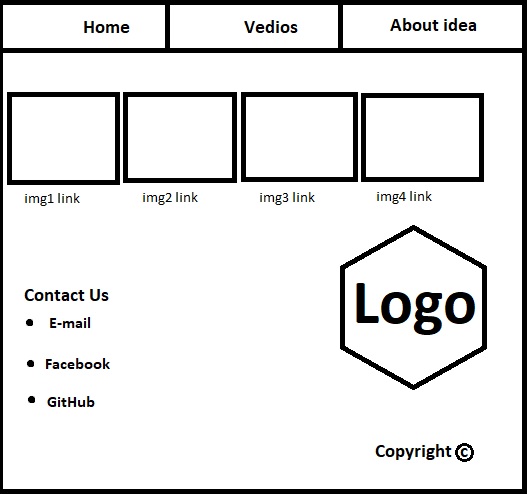 Home Vedios About idea
img1 link img2 link img3 link img4 link
Logo
Contact Us
E-mail
Facebook
GitHub
Copyright ©